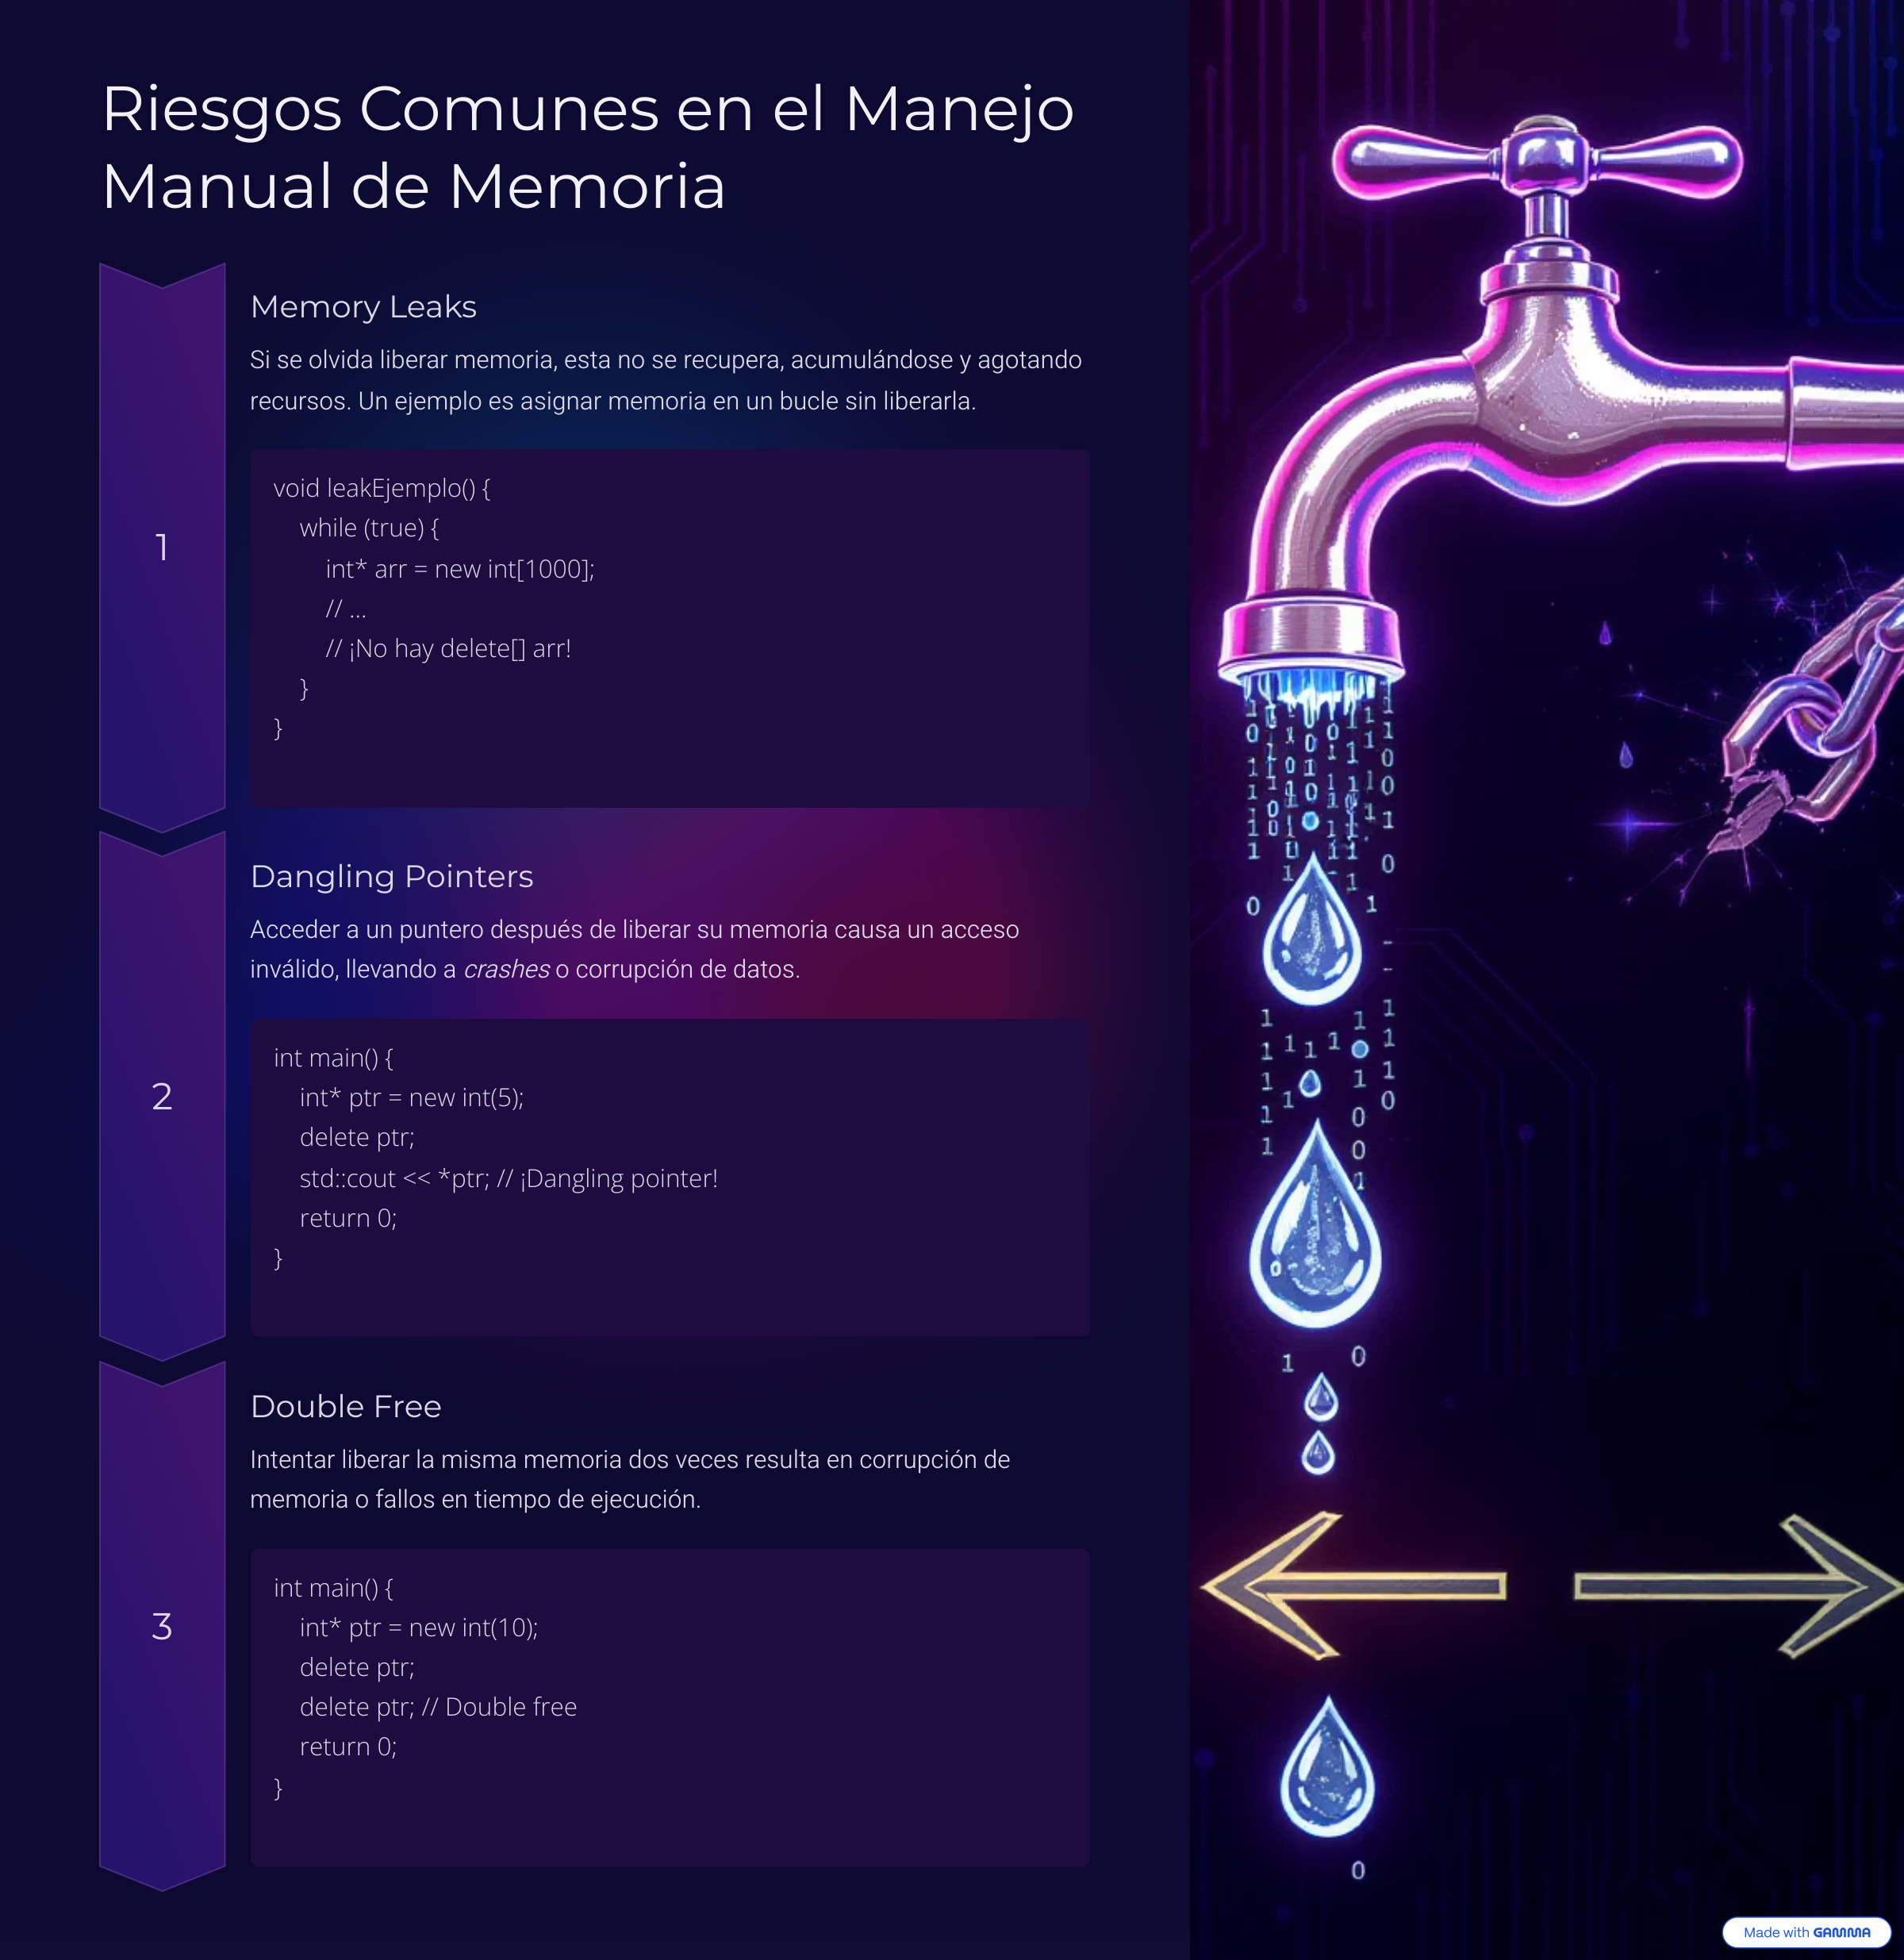 Riesgos Comunes en el Manejo
Manual de Memoria
1
Memory Leaks
Si se olvida liberar memoria, esta no se recupera, acumulándose y agotando
recursos. Un ejemplo es asignar memoria en un bucle sin liberarla.
void leakEjemplo() {
while (true) {
int* arr = new int[1000];
// ...
// ¡No hay delete[] arr!
}
}
2
Dangling Pointers
Acceder a un puntero después de liberar su memoria causa un acceso
inválido, llevando a crashes o corrupción de datos.
int main() {
int* ptr = new int(5);
delete ptr;
std::cout << *ptr; // ¡Dangling pointer!
return 0;
}
3
Double Free
Intentar liberar la misma memoria dos veces resulta en corrupción de
memoria o fallos en tiempo de ejecución.
int main() {
int* ptr = new int(10);
delete ptr;
delete ptr; // Double free
return 0;
}
Made with GAMMA